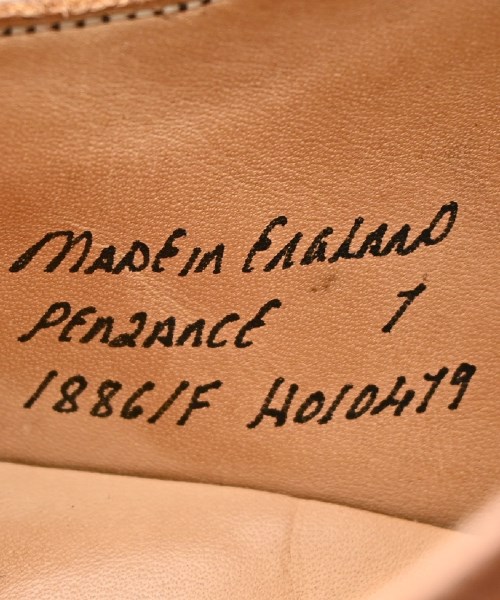 MADE IN ENGLAND
PENZANCE 7
1886/F H010479